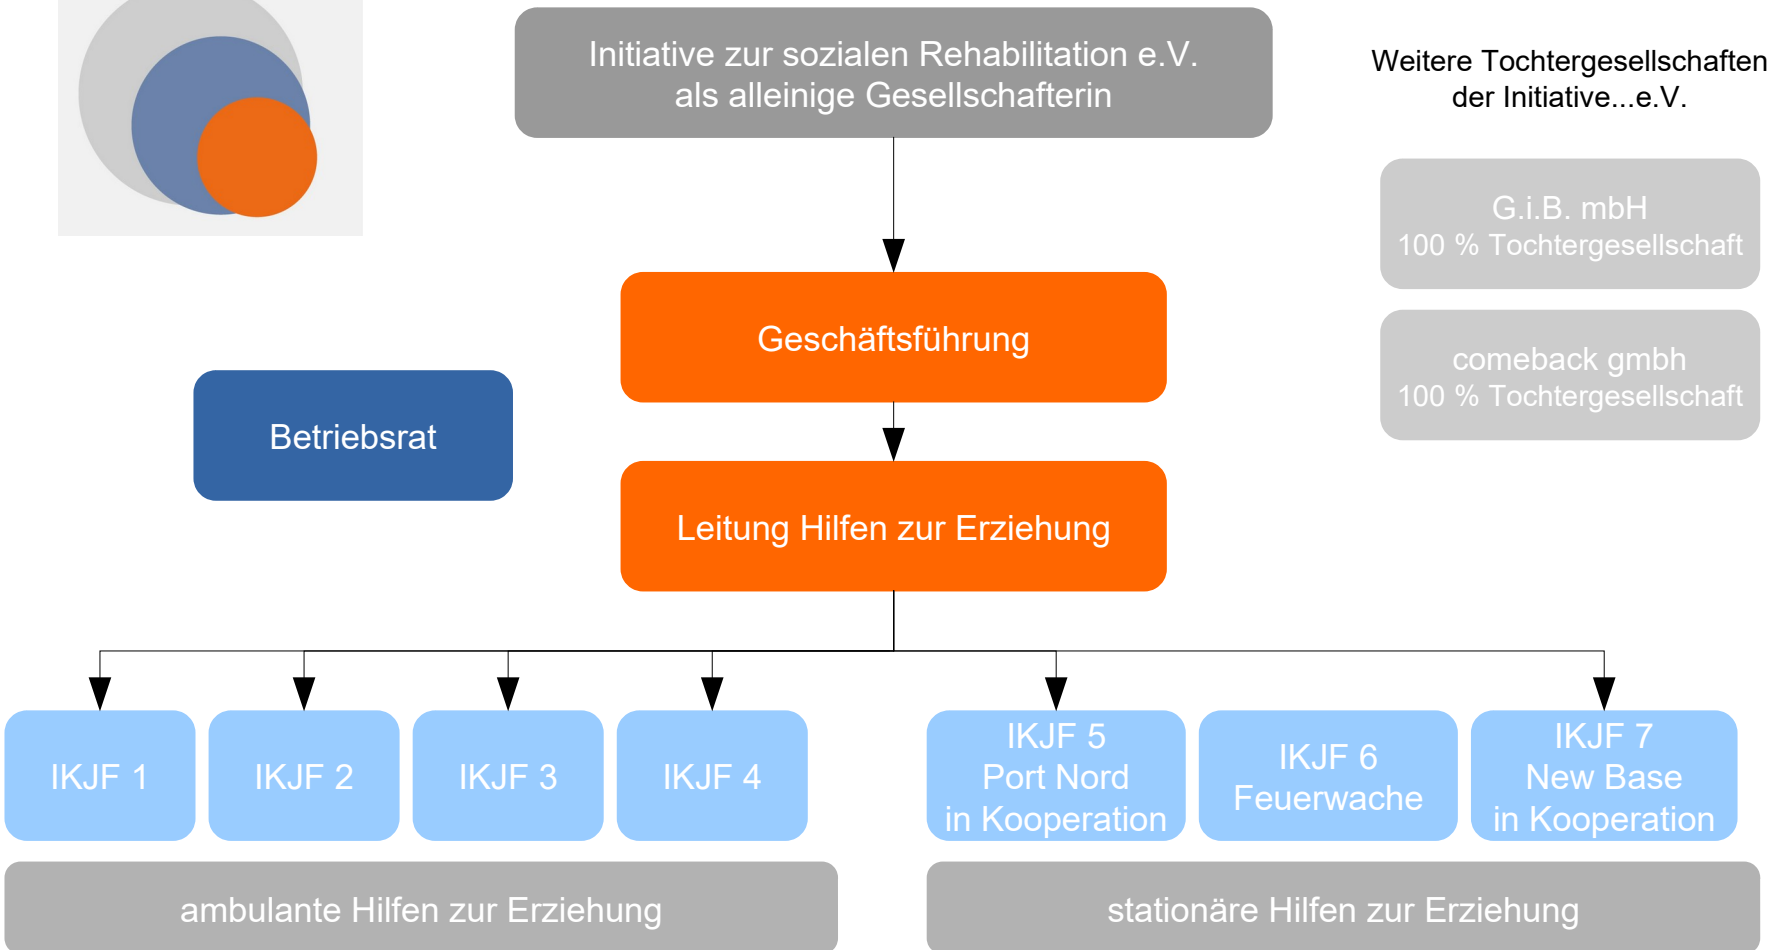 Initiative zur sozialen Rehabilitation e.V.
als alleinige Gesellschafterin
Weitere Tochtergesellschaften
der Initiative...e.V.
G.i.B. mbH
100 % Tochtergesellschaft
comeback gmbh
100 % Tochtergesellschaft
Geschäftsführung
Betriebsrat
Leitung Hilfen zur Erziehung
IKJF 1
IKJF 2
IKJF 3
IKJF 4
IKJF 5
Port Nord
in Kooperation
IKJF 6
Feuerwache
IKJF 7
New Base
in Kooperation
ambulante Hilfen zur Erziehung
stationäre Hilfen zur Erziehung